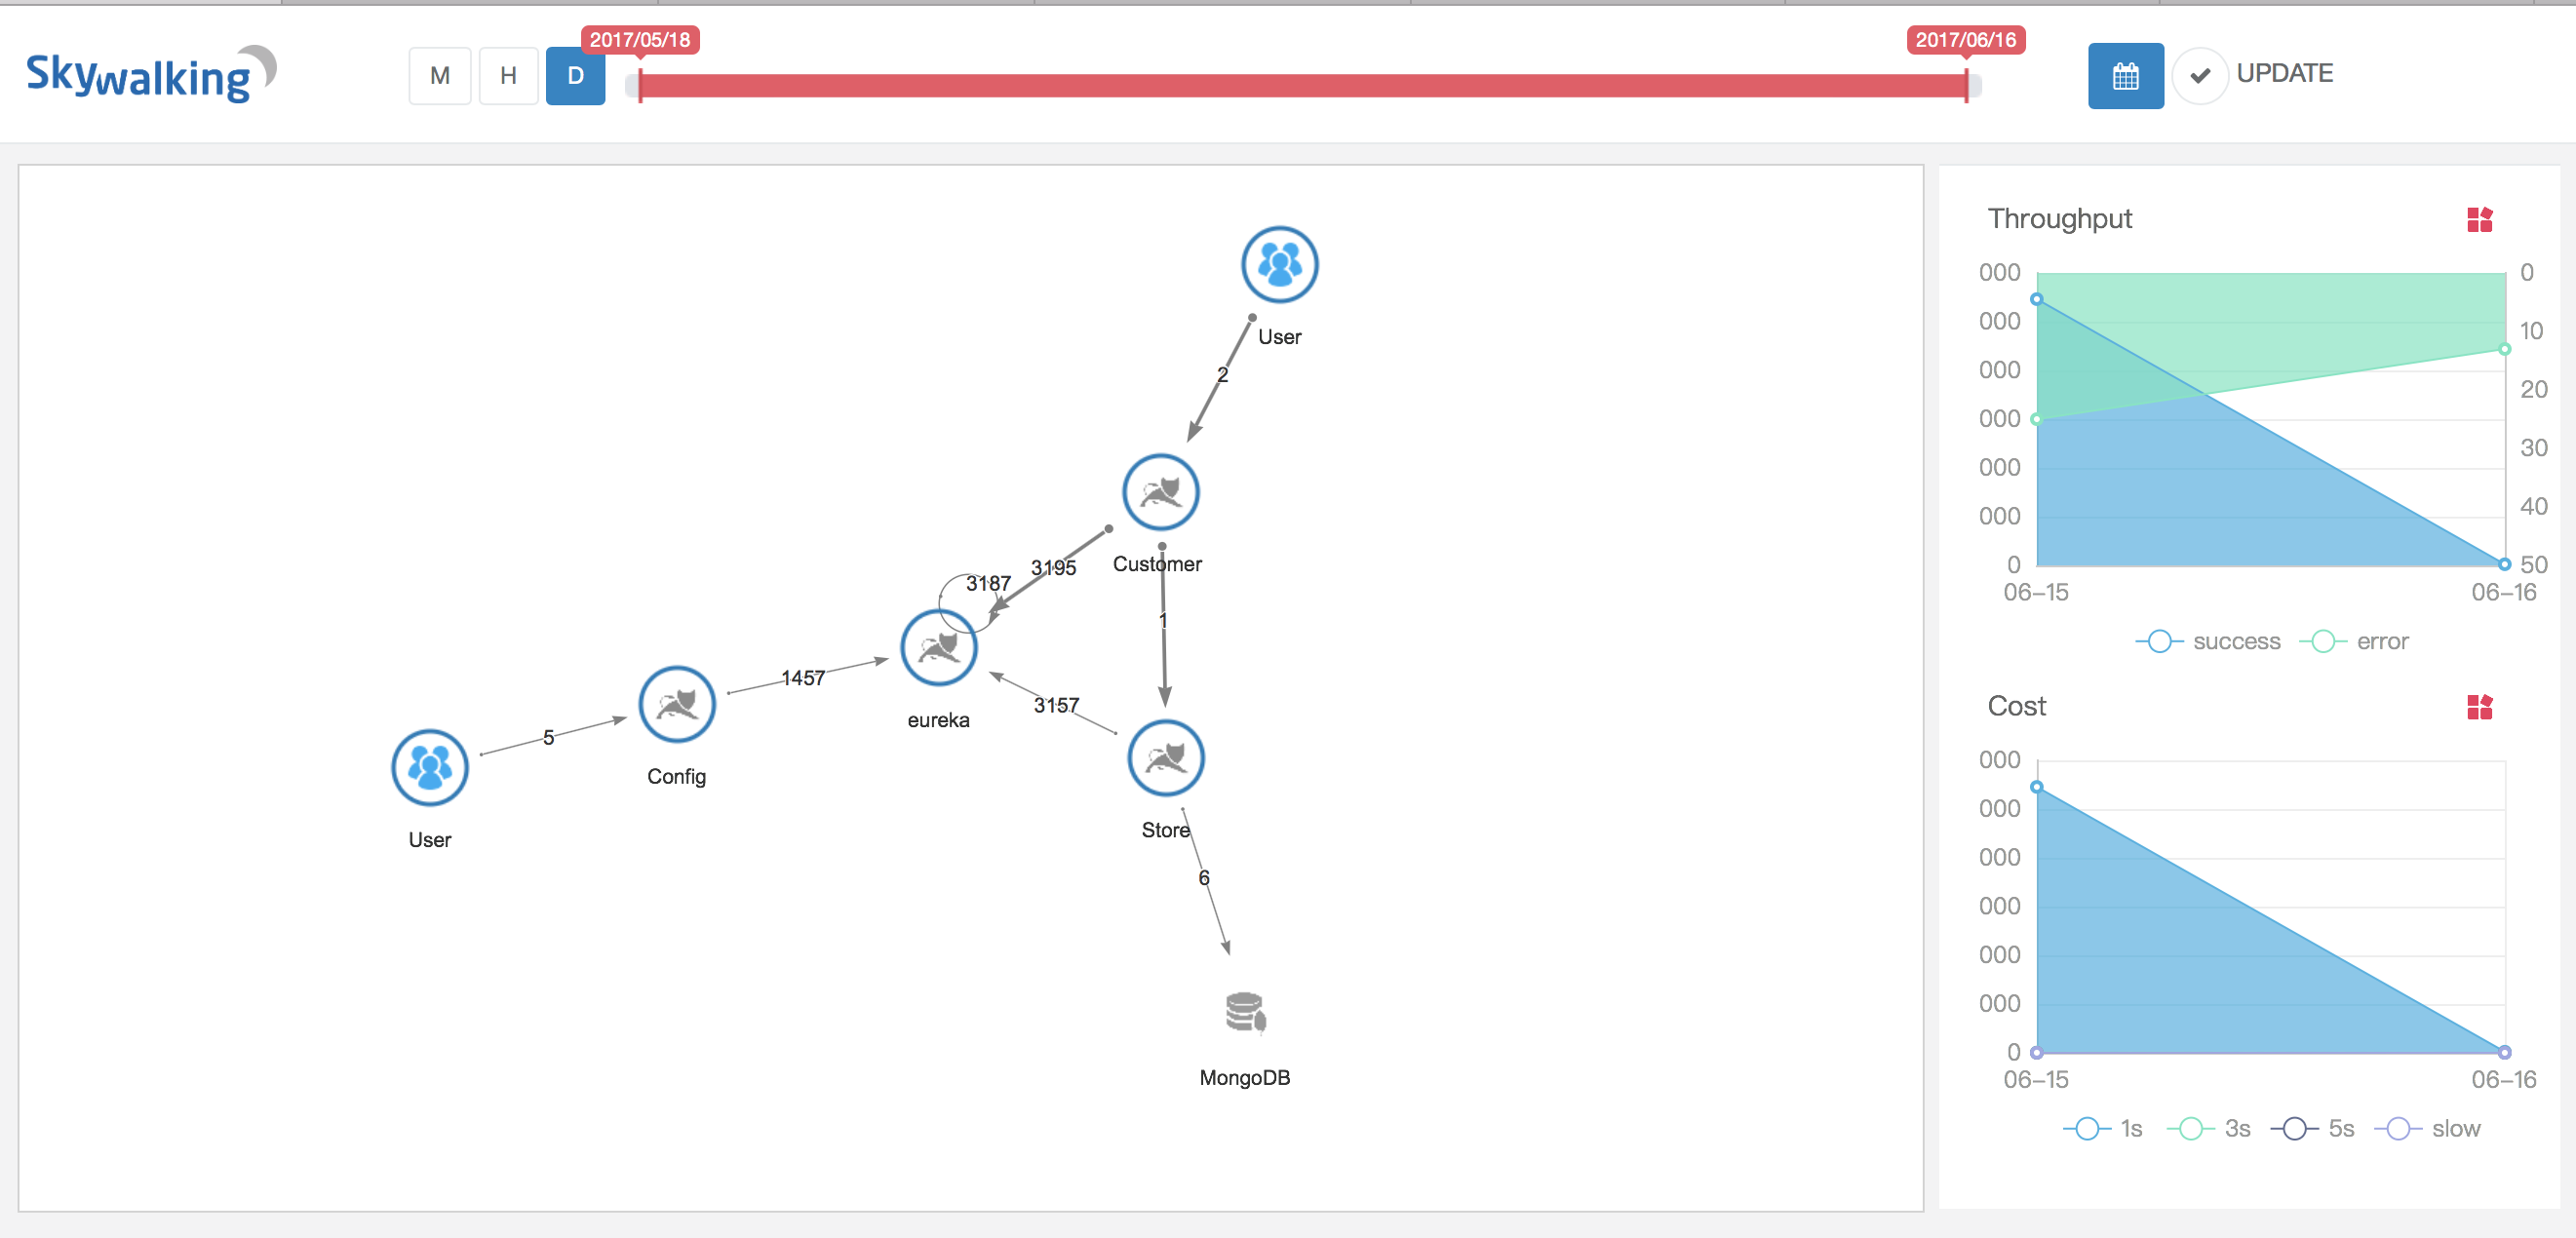 Skywalking
M H D
2017/05/18
2017/06/16
UPDATE
User
2
Customer
3195
3187
1
eureka
1457
3157
Config
5
User
Store
6
MongoDB
Throughput
000 0
000 10
000 20
000 30
000 40
000
0 50
06-15 06-16
success error
Cost
000
000
000
000
000
000
0
06-15 06-16
1s 3s 5s slow